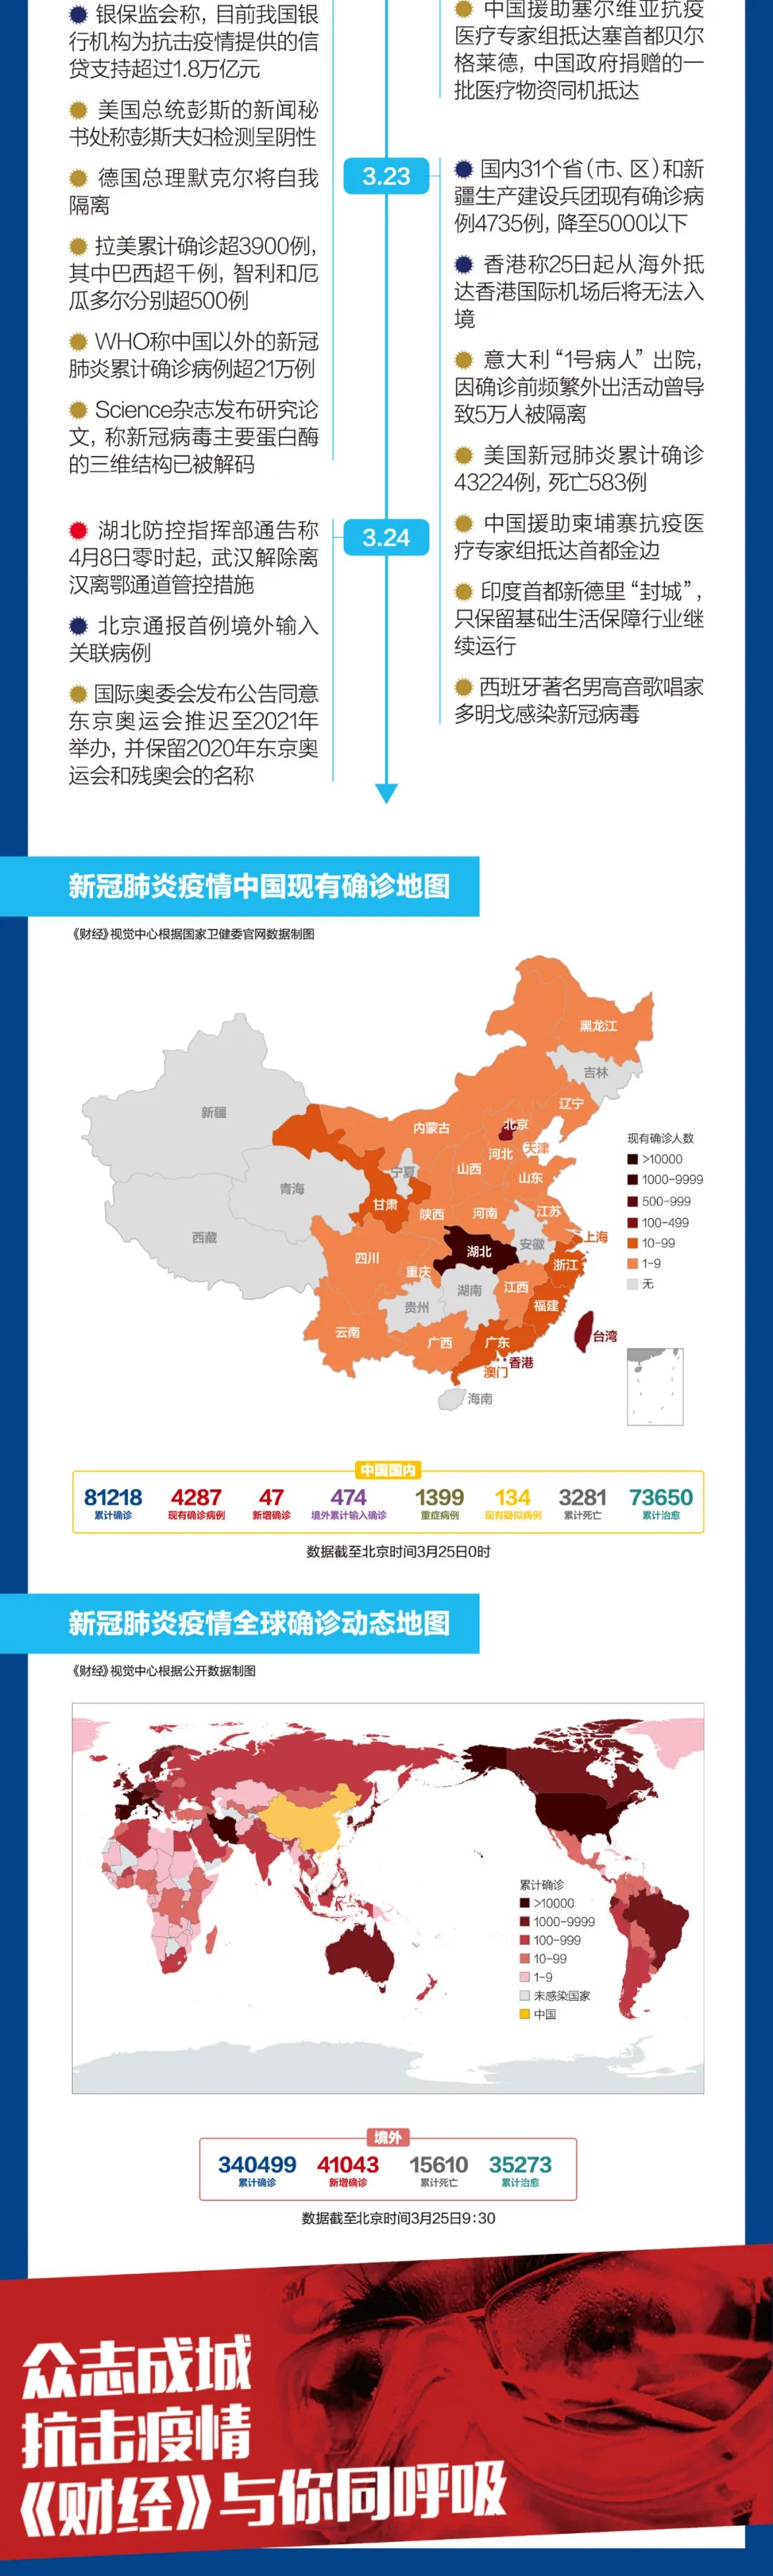 银保监会称，目前我国银
行机构为抗击疫情提供的信
贷支持超过1.8万亿元
美国总统彭斯的新闻秘
书处称彭斯夫妇检测呈阴性
德国总理默克尔将自我
隔离
拉美累计确诊超3900例，
其中巴西超千例，智利和厄
瓜多尔分别超500例
WHO称中国以外的新冠
肺炎累计确诊病例超21万例
Science杂志发布研究论
文，称新冠病毒主要蛋白酶
的三维结构已被解码
中国援助塞尔维亚抗疫
医疗专家组抵达塞首都贝尔
格莱德，中国政府捐赠的一
批医疗物资同机抵达
3.23
国内31个省（市、区）和新
疆生产建设兵团现有确诊病
例4735例，降至5000以下
香港称25日起从海外抵
达香港国际机场后将无法入
境
意大利“1号病人”出院，
因确诊前频繁外出活动曾导
致5万人被隔离
美国新冠肺炎累计确诊
43224例，死亡583例
中国援助柬埔寨抗疫医
疗专家组抵达首都金边
印度首都新德里“封城”，
只保留基础生活保障行业继
续运行
西班牙著名男高音歌唱家
多明戈感染新冠病毒
3.24
湖北防控指挥部通告称
4月8日零时起，武汉解除离
汉离鄂通道管控措施
北京通报首例境外输入
关联病例
国际奥委会发布公告同意
东京奥运会推迟至2021年
举办，并保留2020年东京奥
运会和残奥会的名称
新冠肺炎疫情中国现有确诊地图
《财经》视觉中心根据国家卫健委官网数据制图
黑龙江
吉林
辽宁
新疆
内蒙古
北京
天津
河北
山西
山东
宁夏
青海
甘肃
陕西
河南
江苏
西藏
安徽
上海
湖北
四川
重庆
浙江
湖南
江西
贵州
福建
云南
广西
广东
台湾
香港
澳门
海南
现有确诊人数
>10000
1000-9999
500-999
100-499
10-99
1-9
无
中国国内
81218 4287 47 474 1399 134 3281 73650
累计确诊 现有确诊病例 新增确诊 境外累计输入确诊 重症病例 现有疑似病例 累计死亡 累计治愈
数据截至北京时间3月25日0时
新冠肺炎疫情全球确诊动态地图
《财经》视觉中心根据公开数据制图
累计确诊
>10000
1000-9999
100-999
10-99
1-9
未感染国家
中国
境外
340499 41043 15610 35273
累计确诊 新增确诊 累计死亡 累计治愈
数据截至北京时间3月25日9:30
众志成城
抗击疫情
《财经》与你同呼吸